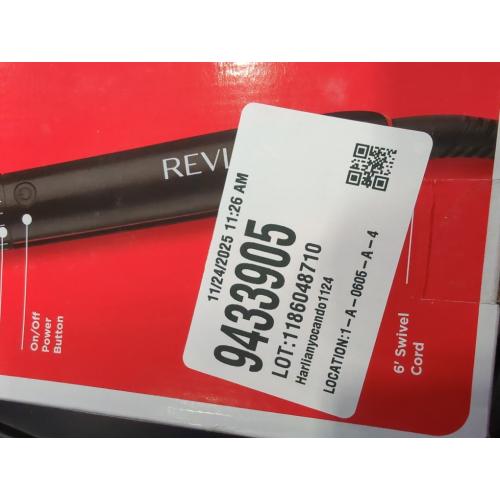 REVL
On/Off
Power
Button
11/24/2025 11:26 AM
9433905
LOT:1186048710
Harlianyocando1124
LOCATION:1-A-0605-A-4
6' Swivel
Cord